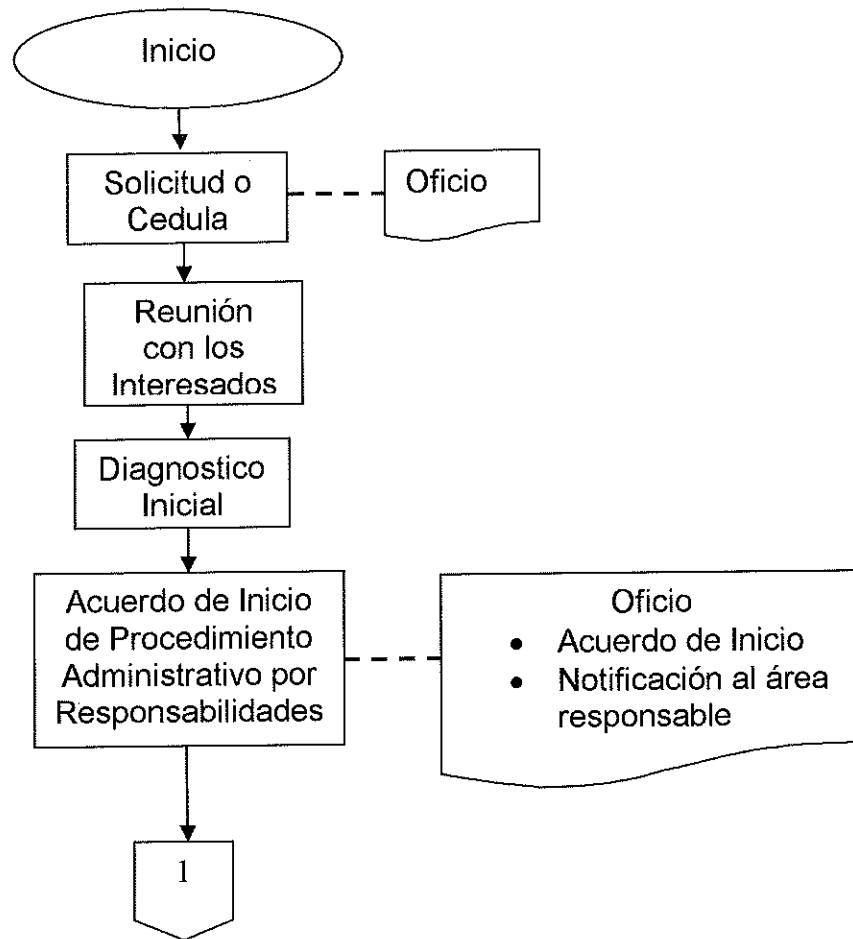 Inicio
Solicitud o
Cedula
Oficio
Reunión
con los
Interesados
Diagnostico
Inicial
Acuerdo de Inicio
de Procedimiento
Administrativo por
Responsabilidades
Oficio
• Acuerdo de Inicio
• Notificación al área
responsable
1